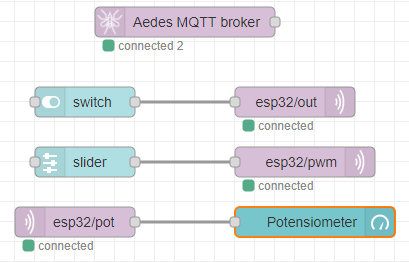 Aedes MQTT broker
connected 2
switch
esp32/out
connected
slider
esp32/pwm
connected
esp32/pot
Potensiometer
connected